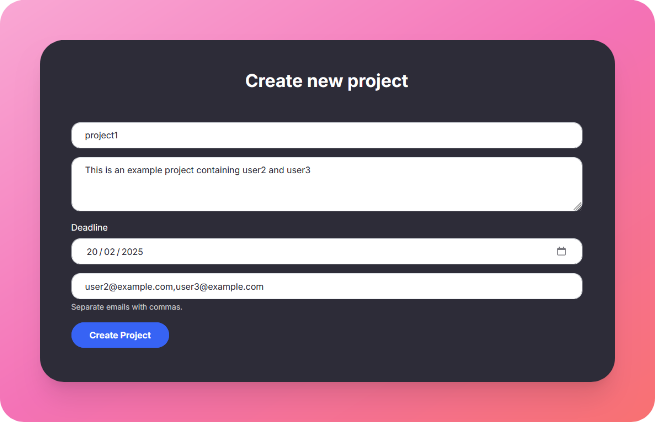 Create new project
project1
This is an example project containing user2 and user3
Deadline
20/02/2025
user2@example.com,user3@example.com
Separate emails with commas.
Create Project